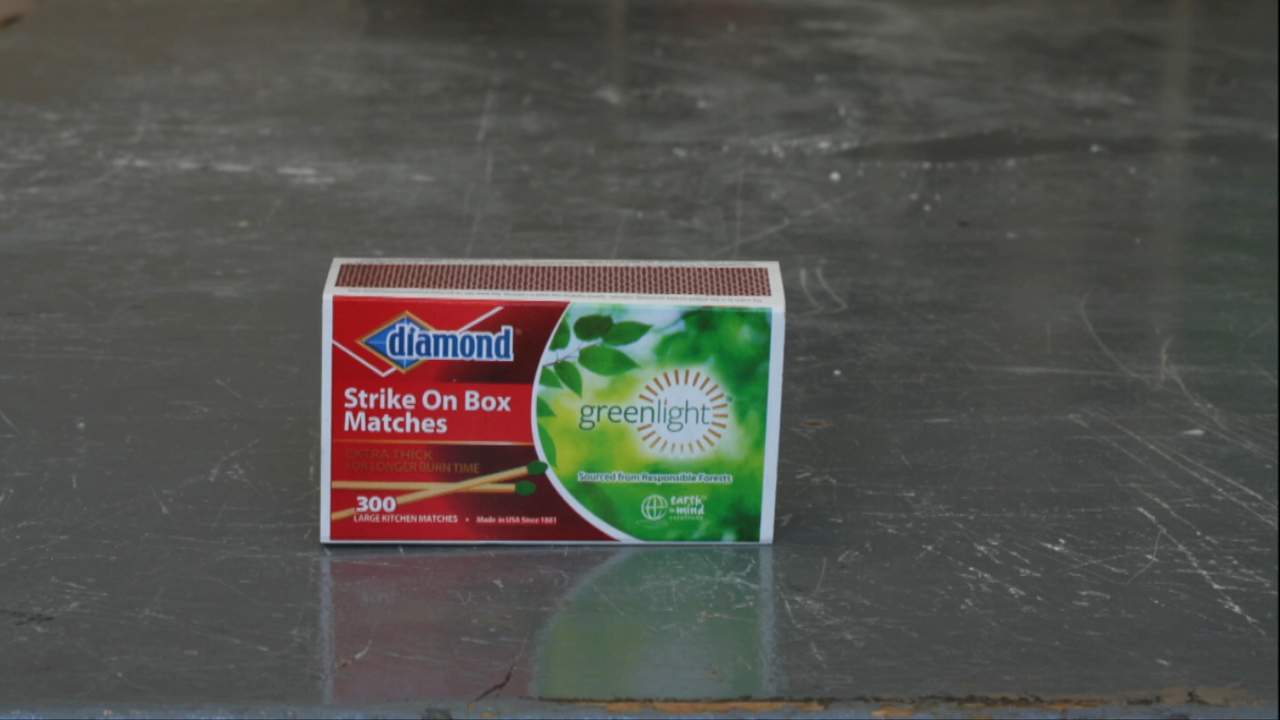 diamond
Strike On Box
Matches
EXTRA THICK
FOR LONGER BURN TIME
300
LARGE KITCHEN MATCHES • Made in USA Since 1881
greenlight
Sourced from Responsible Forests
earth
in mind